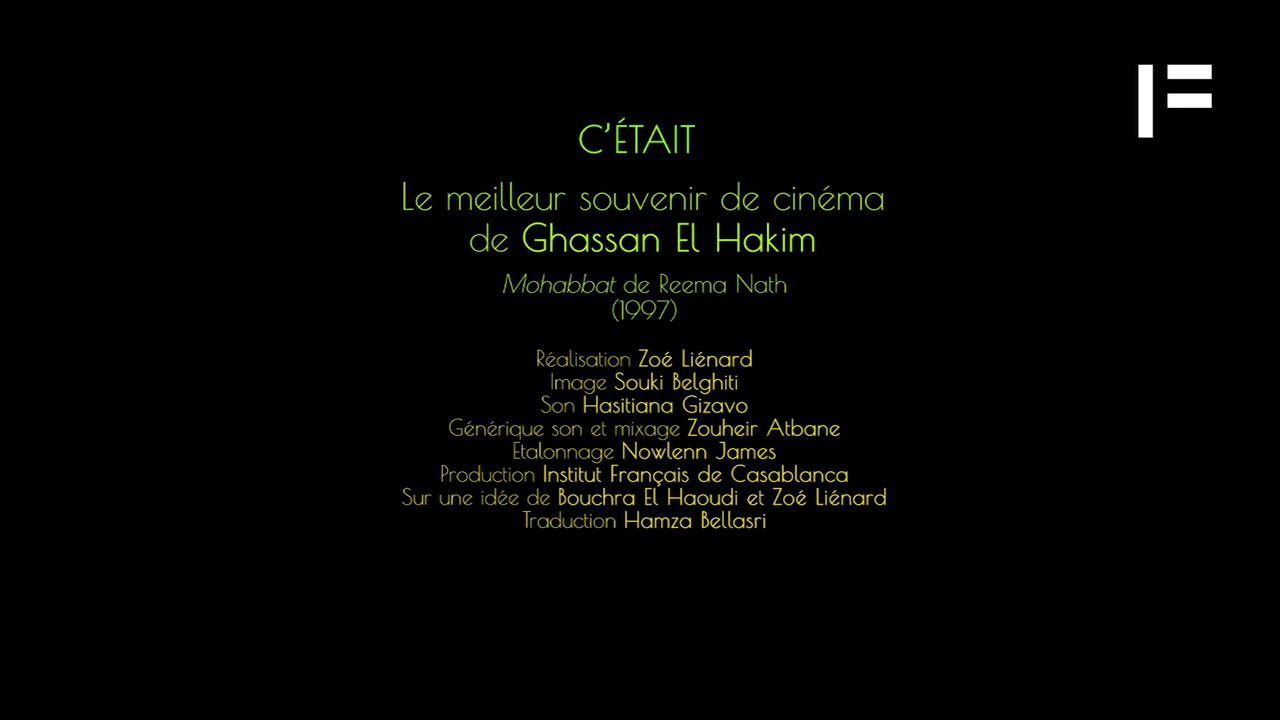 C'ÉTAIT
Le meilleur souvenir de cinéma
de Ghassan El Hakim
Mohabbat de Reema Nath
(1997)
Réalisation Zoé Liénard
Image Souki Belghiti
Son Hasitiana Gizavo
Générique son et mixage Zouheir Atbane
Etalonnage Nowlenn James
Production Institut Français de Casablanca
Sur une idée de Bouchra El Haoudi et Zoé Liénard
Traduction Hamza Bellasri
IF